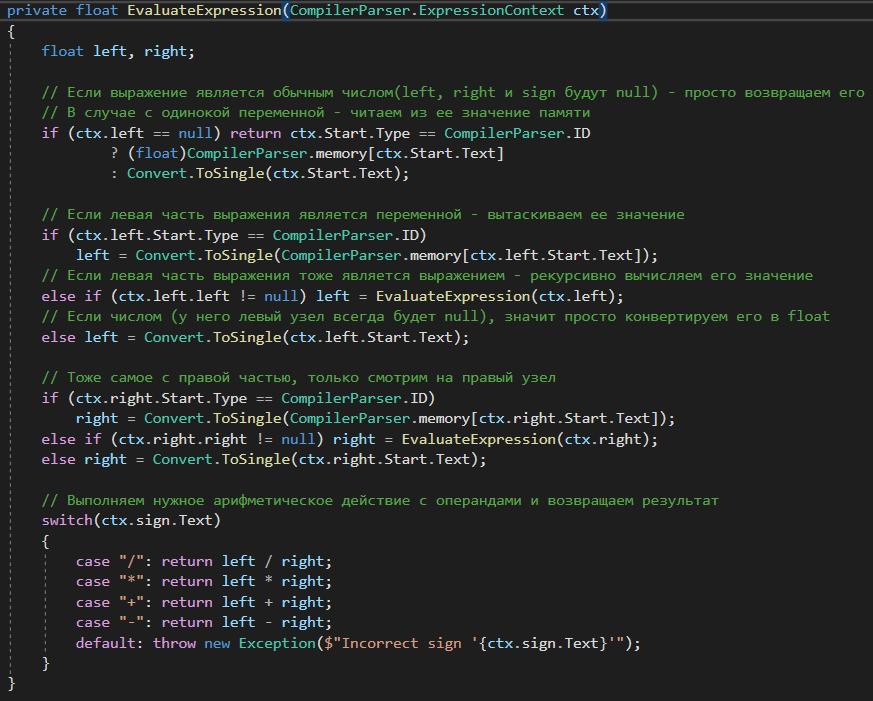 private float EvaluateExpression(CompilerParser.ExpressionContext ctx)
{
    float left, right;

    // Если выражение является обычным числом(left, right и sign будут null) - просто возвращаем его
    // В случае с одинокой переменной - читаем из ее значение памяти
    if (ctx.left == null) return ctx.Start.Type == CompilerParser.ID
            ? (float)CompilerParser.memory[ctx.Start.Text]
            : Convert.ToSingle(ctx.Start.Text);

    // Если левая часть выражения является переменной - вытаскиваем ее значение
    if (ctx.left.Start.Type == CompilerParser.ID)
        left = Convert.ToSingle(CompilerParser.memory[ctx.left.Start.Text]);
    // Если левая часть выражения тоже является выражением - рекурсивно вычисляем его значение
    else if (ctx.left.left != null) left = EvaluateExpression(ctx.left);
    // Если числом (у него левый узел всегда будет null), значит просто конвертируем его в float
    else left = Convert.ToSingle(ctx.left.Start.Text);

    // Тоже самое с правой частью, только смотрим на правый узел
    if (ctx.right.Start.Type == CompilerParser.ID)
        right = Convert.ToSingle(CompilerParser.memory[ctx.right.Start.Text]);
    else if (ctx.right.right != null) right = EvaluateExpression(ctx.right);
    else right = Convert.ToSingle(ctx.right.Start.Text);

    // Выполняем нужное арифметическое действие с операндами и возвращаем результат
    switch(ctx.sign.Text)
    {
        case "/": return left / right;
        case "*": return left * right;
        case "+": return left + right;
        case "-": return left - right;
        default: throw new Exception($"Incorrect sign '{ctx.sign.Text}'");
    }
}